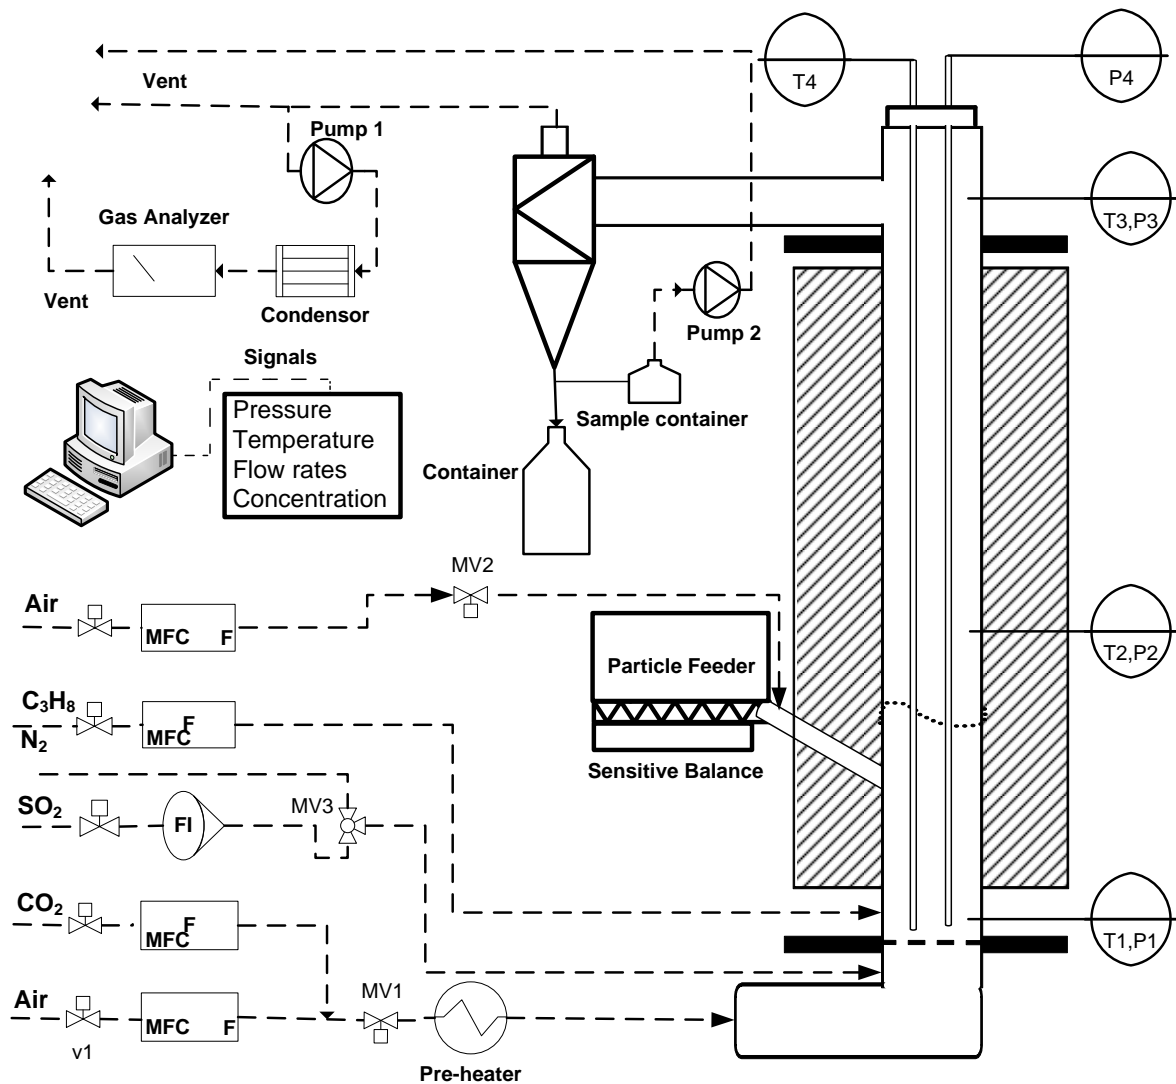 T4
P4
Vent
Pump 1
T3,P3
Gas Analyzer
Vent
Condensor
Pump 2
Signals
Pressure
Temperature
Flow rates
Concentration
Sample container
Container
MV2
Air
MFC F
T2,P2
Particle Feeder
C₃H₈
F
MFC
N₂
Sensitive Balance
SO₂
FI
MV3
CO₂
F
MFC
T1,P1
Air
MFC F
MV1
v1
Pre-heater